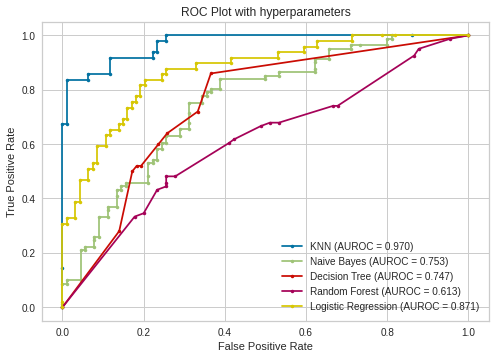 ROC Plot with hyperparameters
True Positive Rate
1.0
0.8
0.6
0.4
0.2
0.0
KNN (AUROC = 0.970)
Naive Bayes (AUROC = 0.753)
Decision Tree (AUROC = 0.747)
Random Forest (AUROC = 0.613)
Logistic Regression (AUROC = 0.871)
0.0 0.2 0.4 0.6 0.8 1.0
False Positive Rate